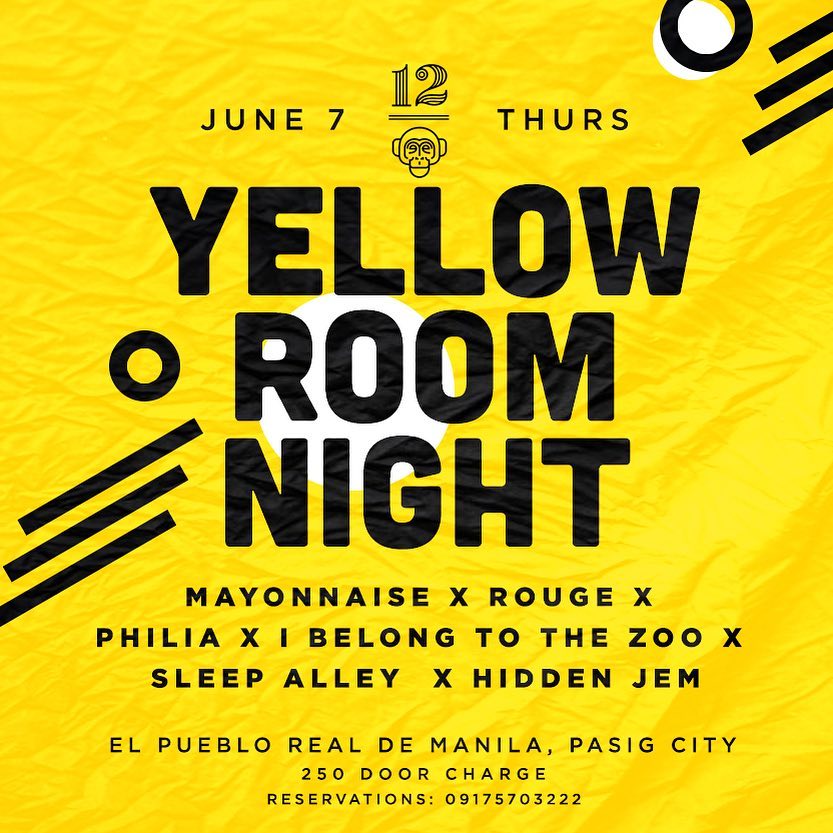 JUNE 7 12 THURS
YELLOW
ROOM
NIGHT
MAYONNAISE X ROUGE X
PHILIA X I BELONG TO THE ZOO X
SLEEP ALLEY X HIDDEN JEM
EL PUEBLO REAL DE MANILA, PASIG CITY
250 DOOR CHARGE
RESERVATIONS: 09175703222